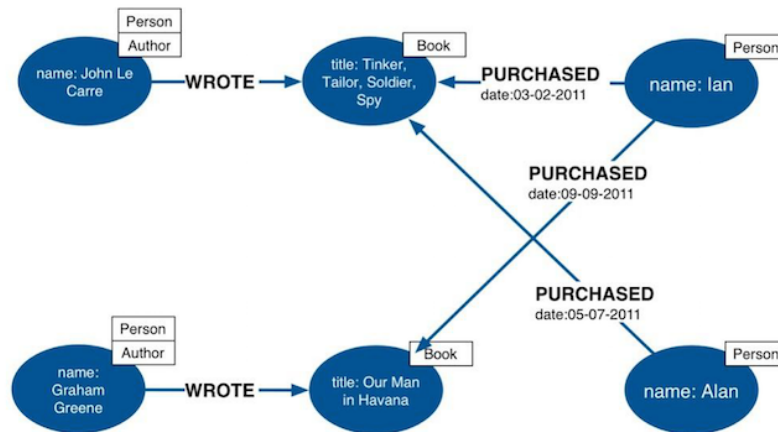 Person
Author
name: John Le
Carre
WROTE
Book
title: Tinker,
Tailor, Soldier,
Spy
PURCHASED
date:03-02-2011
Person
name: Ian
PURCHASED
date:09-09-2011
PURCHASED
date:05-07-2011
Person
Author
name:
Graham
Greene
WROTE
Book
title: Our Man
in Havana
Person
name: Alan